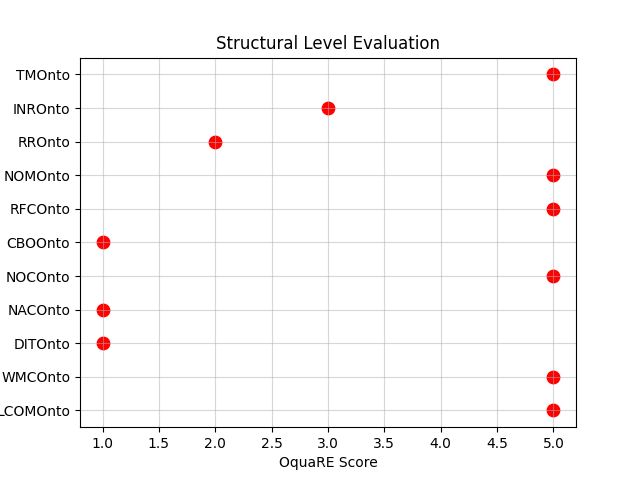 Structural Level Evaluation
TMOnto
INROnto
RROnto
NOMOnto
RFCOnto
CBOOnto
NOCOnto
NACOnto
DITOnto
WMCOnto
LCOMOnto
1.0 1.5 2.0 2.5 3.0 3.5 4.0 4.5 5.0
OquaRE Score